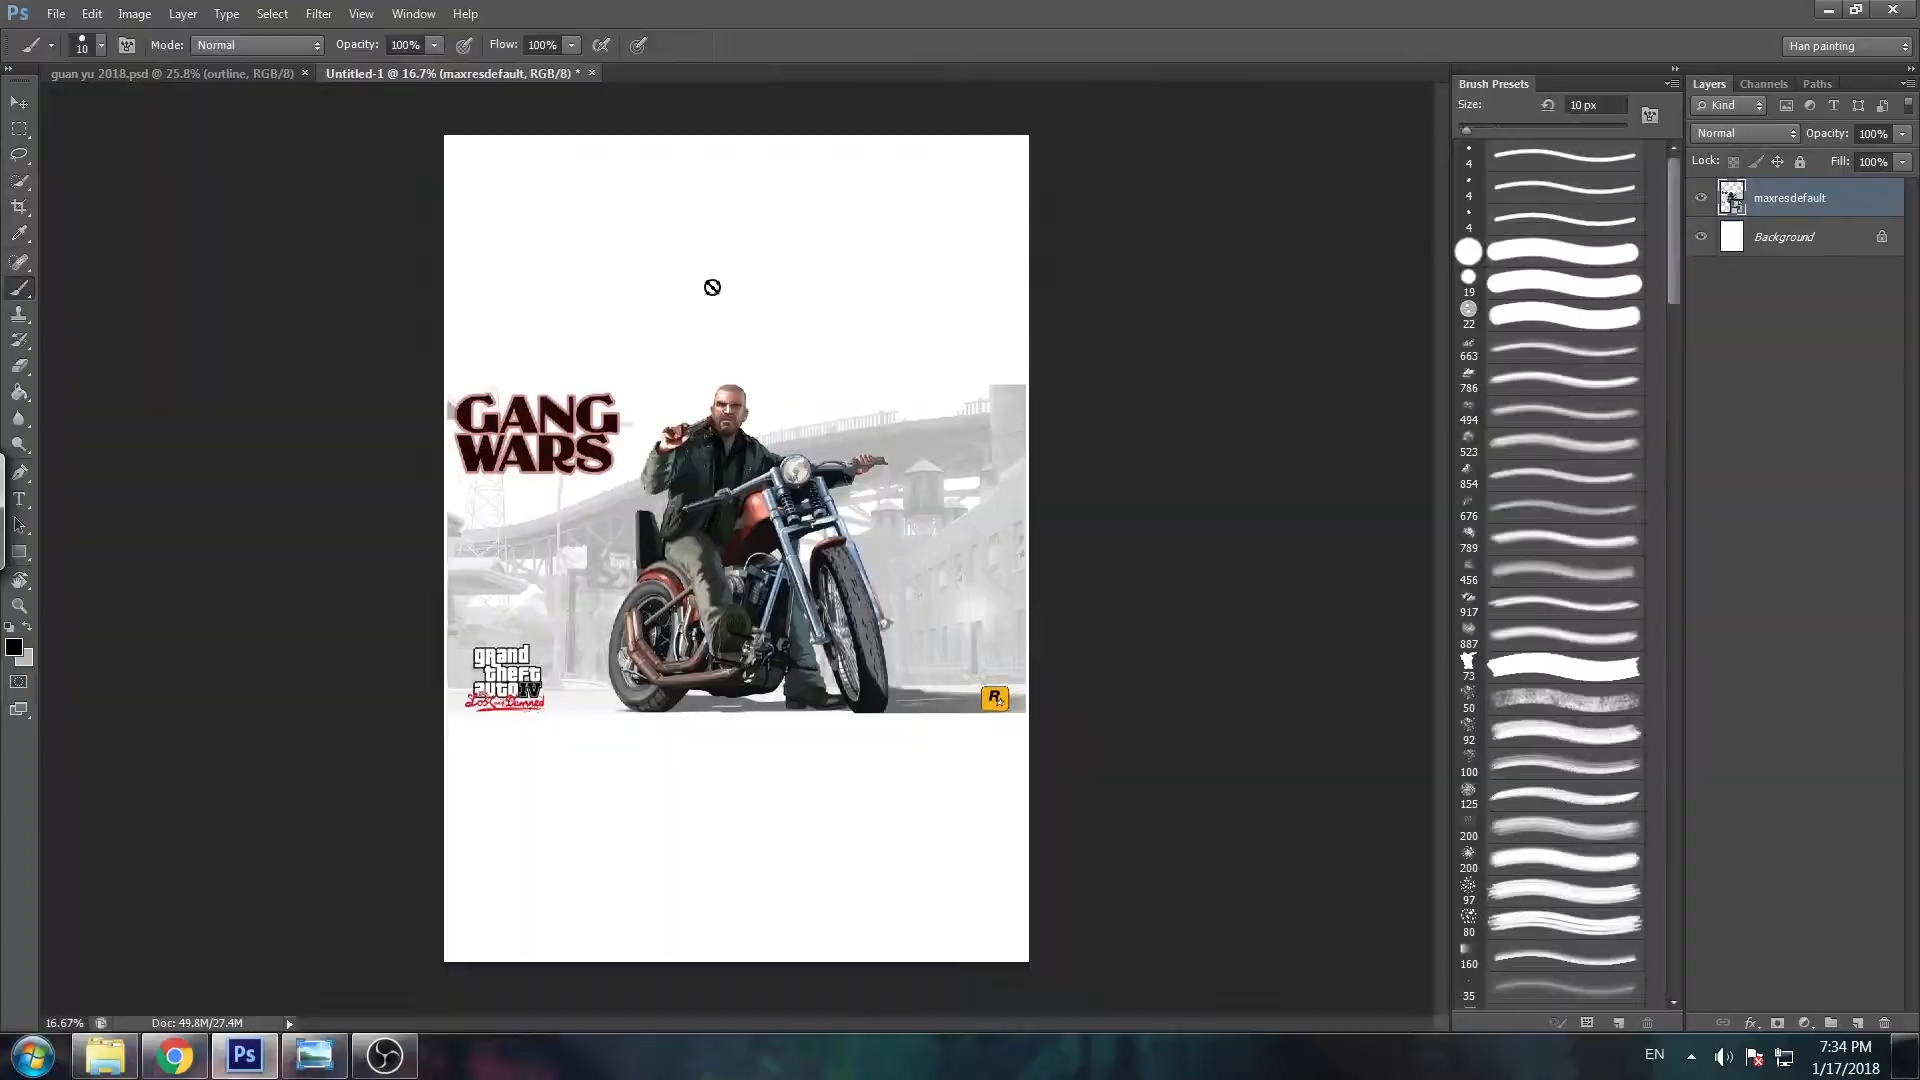 Ps File Edit Image Layer Type Select Filter View Window Help
10 Mode: Normal Opacity: 100% Flow: 100% Han painting
guan yu 2018.psd @ 25.8% (outline, RGB/8) × Untitled-1 @ 16.7% (maxresdefault, RGB/8) * ×
Brush Presets
Size: 10 px
4
4
4
19
22
663
786
494
523
854
676
789
456
917
887
73
50
92
100
125
200
200
97
80
160
35
Layers Channels Paths
Kind
Normal Opacity: 100%
Lock: Fill: 100%
maxresdefault
Background
GANG
WARS
grand
theft
auto IV
The Lost and Damned
R
T
16.67% Doc: 49.8M/27.4M
Ps
EN 7:34 PM
1/17/2018